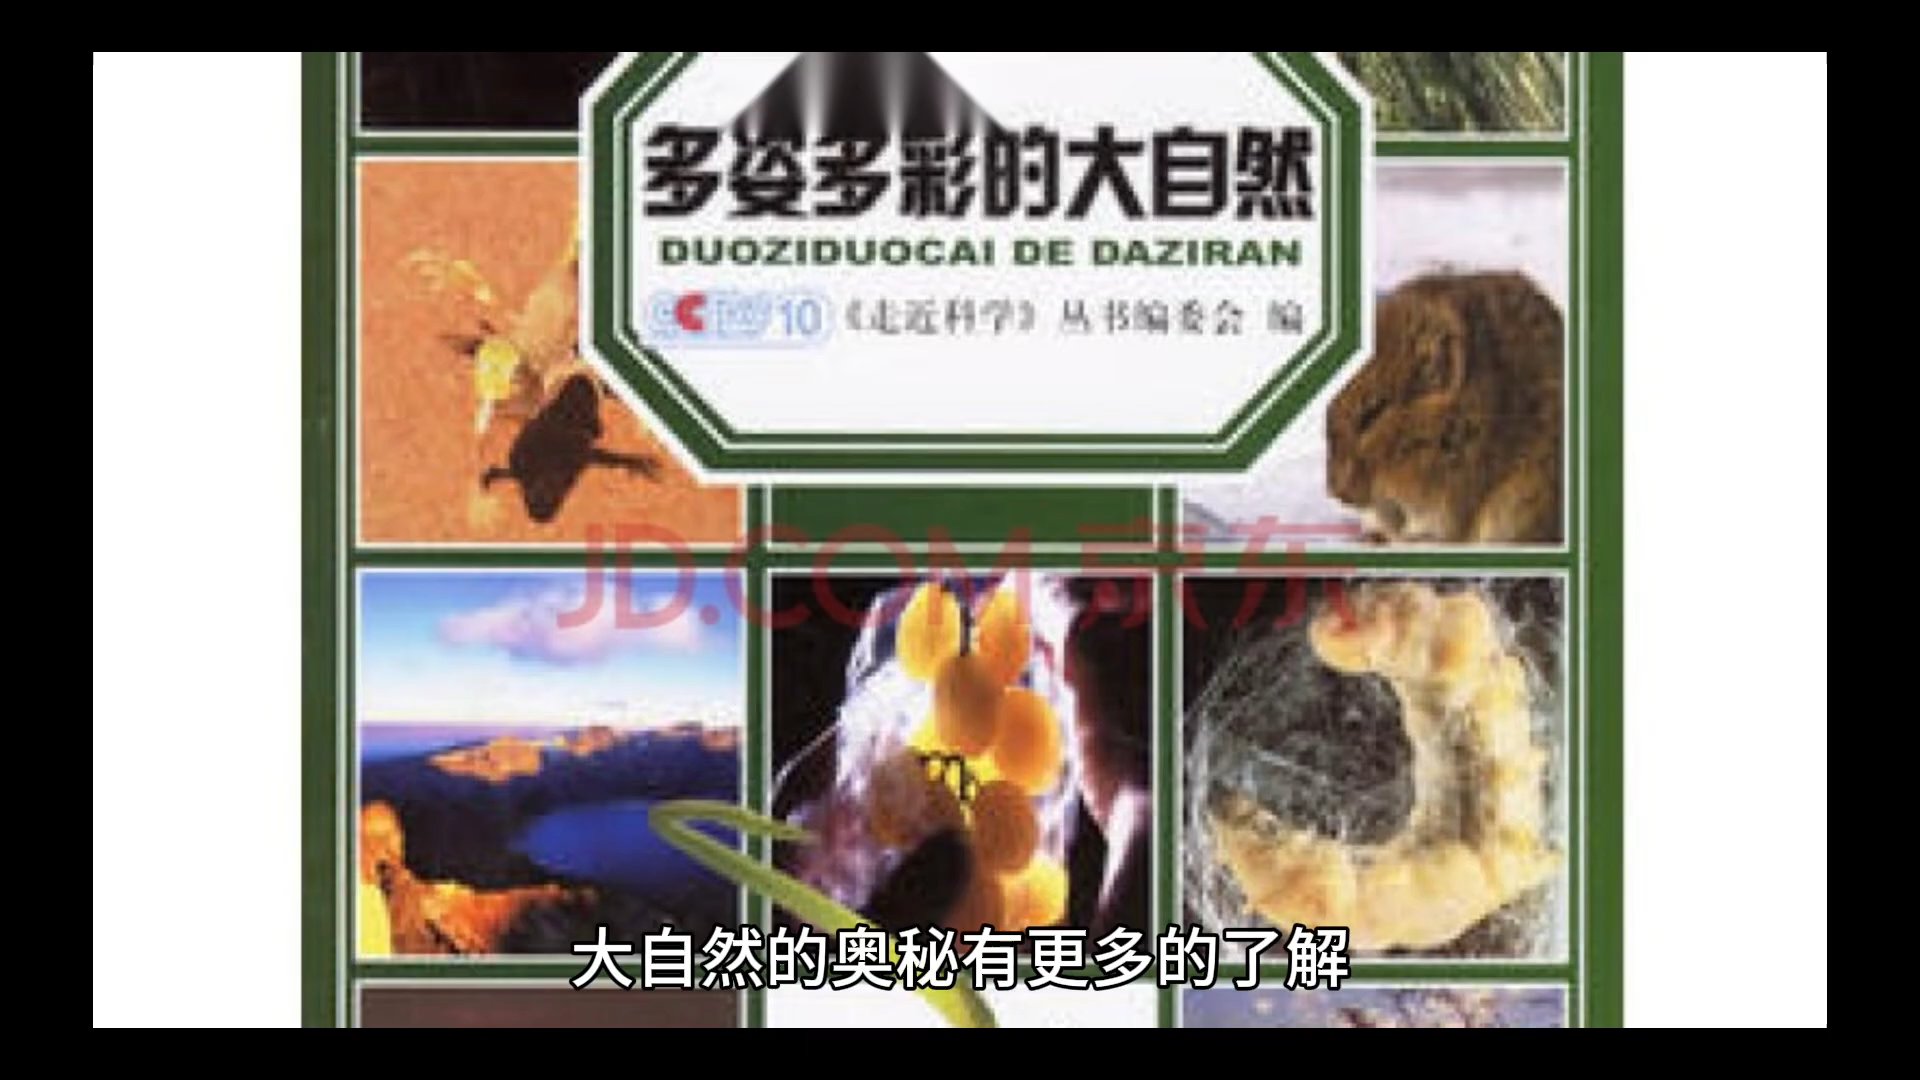 多姿多彩的大自然
DUOZIDUOCAI DE DAZIRAN
CCTV 10 《走近科学》 丛书编委会 编
JD.COM 京东
大自然的奥秘有更多的了解